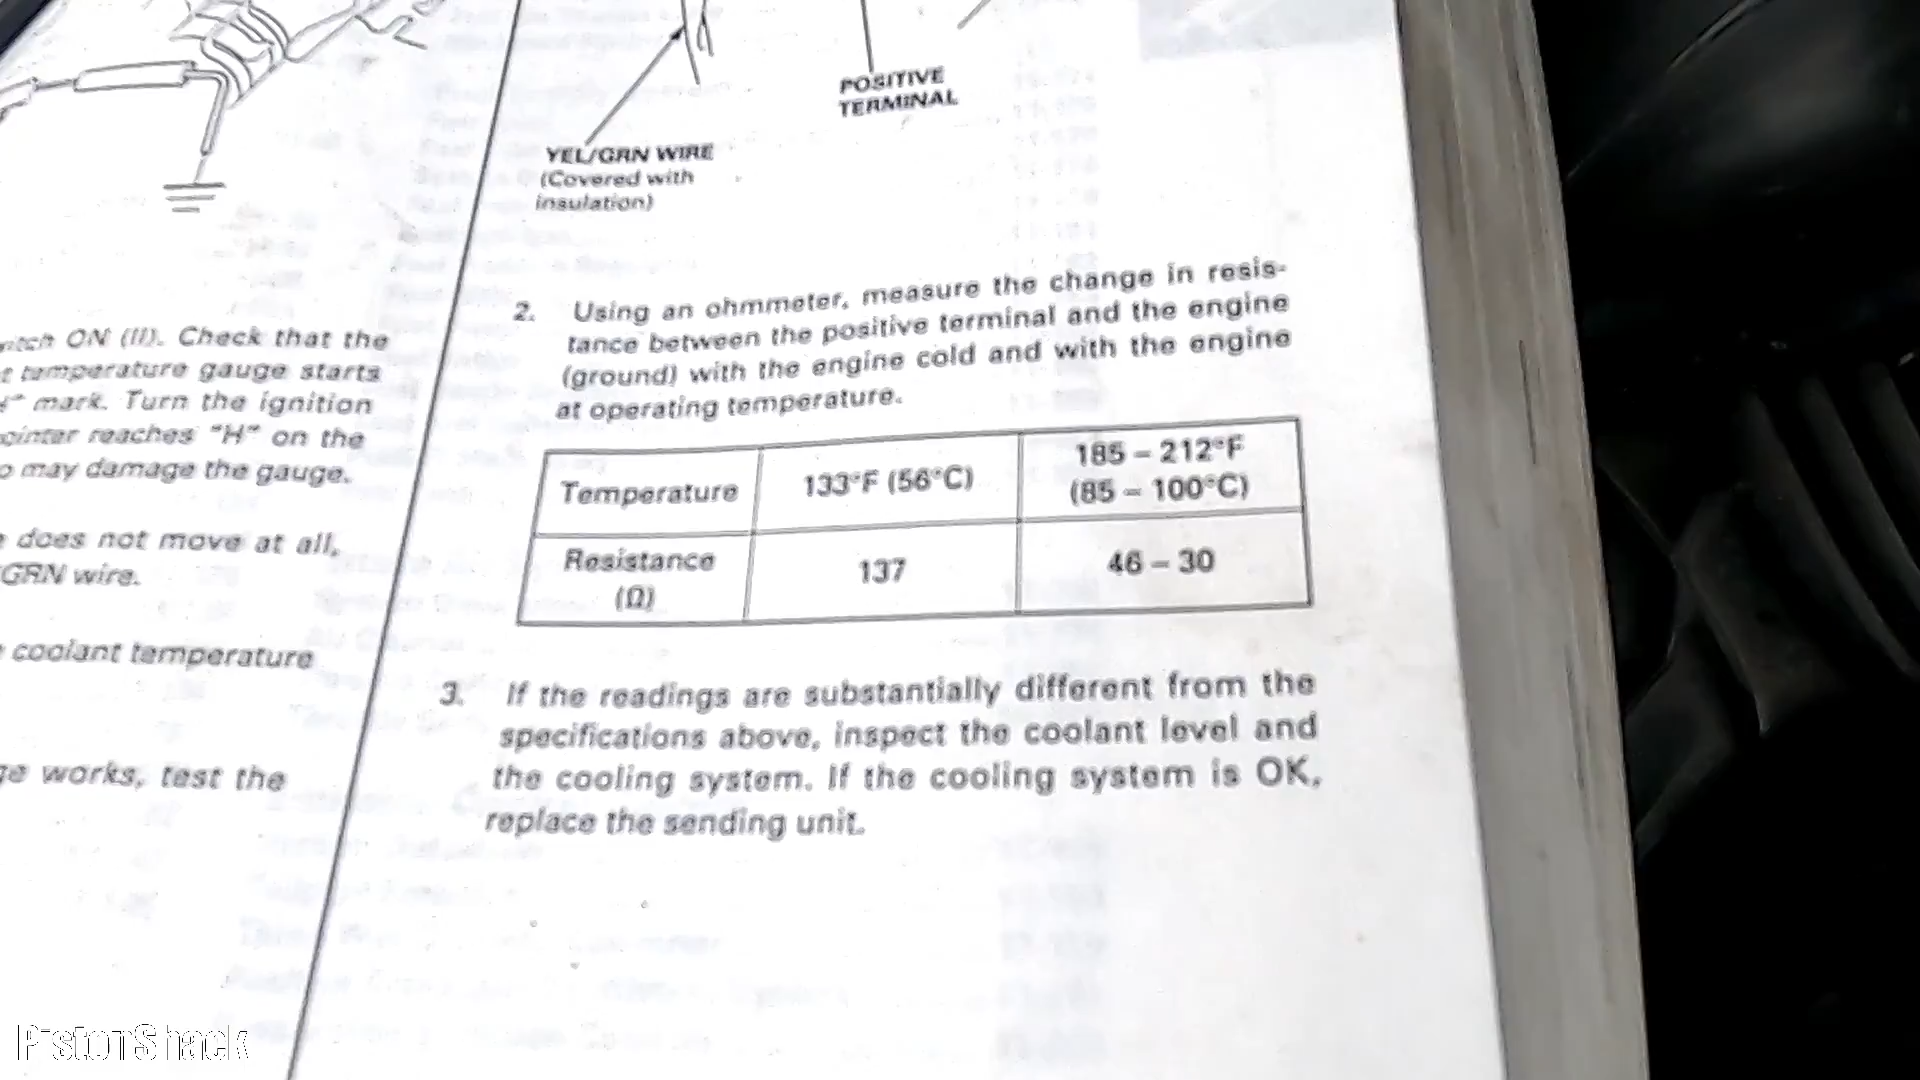 POSITIVE
TERMINAL
YEL/GRN WIRE
(Covered with
insulation)
ON (II). Check that the
temperature gauge starts
mark. Turn the ignition
reaches "H" on the
may damage the gauge.
does not move at all,
GRN wire.
coolant temperature
works, test the
2. Using an ohmmeter, measure the change in resis-
tance between the positive terminal and the engine
(ground) with the engine cold and with the engine
at operating temperature.
Temperature 133°F (56°C) 185 – 212°F
(85 – 100°C)
Resistance
(Ω) 137 46 – 30
3. If the readings are substantially different from the
specifications above, inspect the coolant level and
the cooling system. If the cooling system is OK,
replace the sending unit.
PistonShack